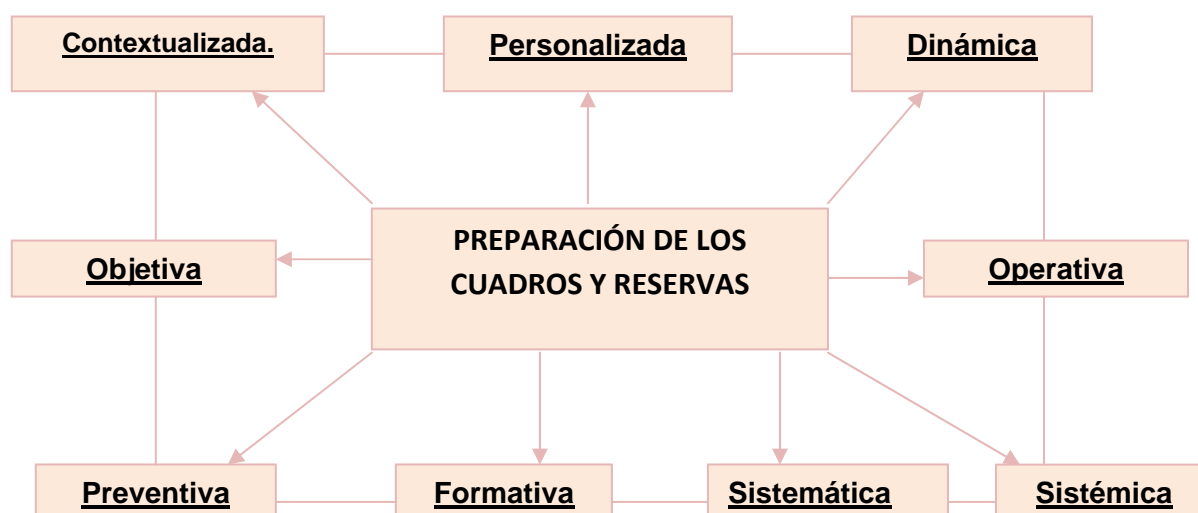 Contextualizada.
Personalizada
Dinámica
PREPARACIÓN DE LOS
CUADROS Y RESERVAS
Objetiva
Operativa
Preventiva
Formativa
Sistemática
Sistémica